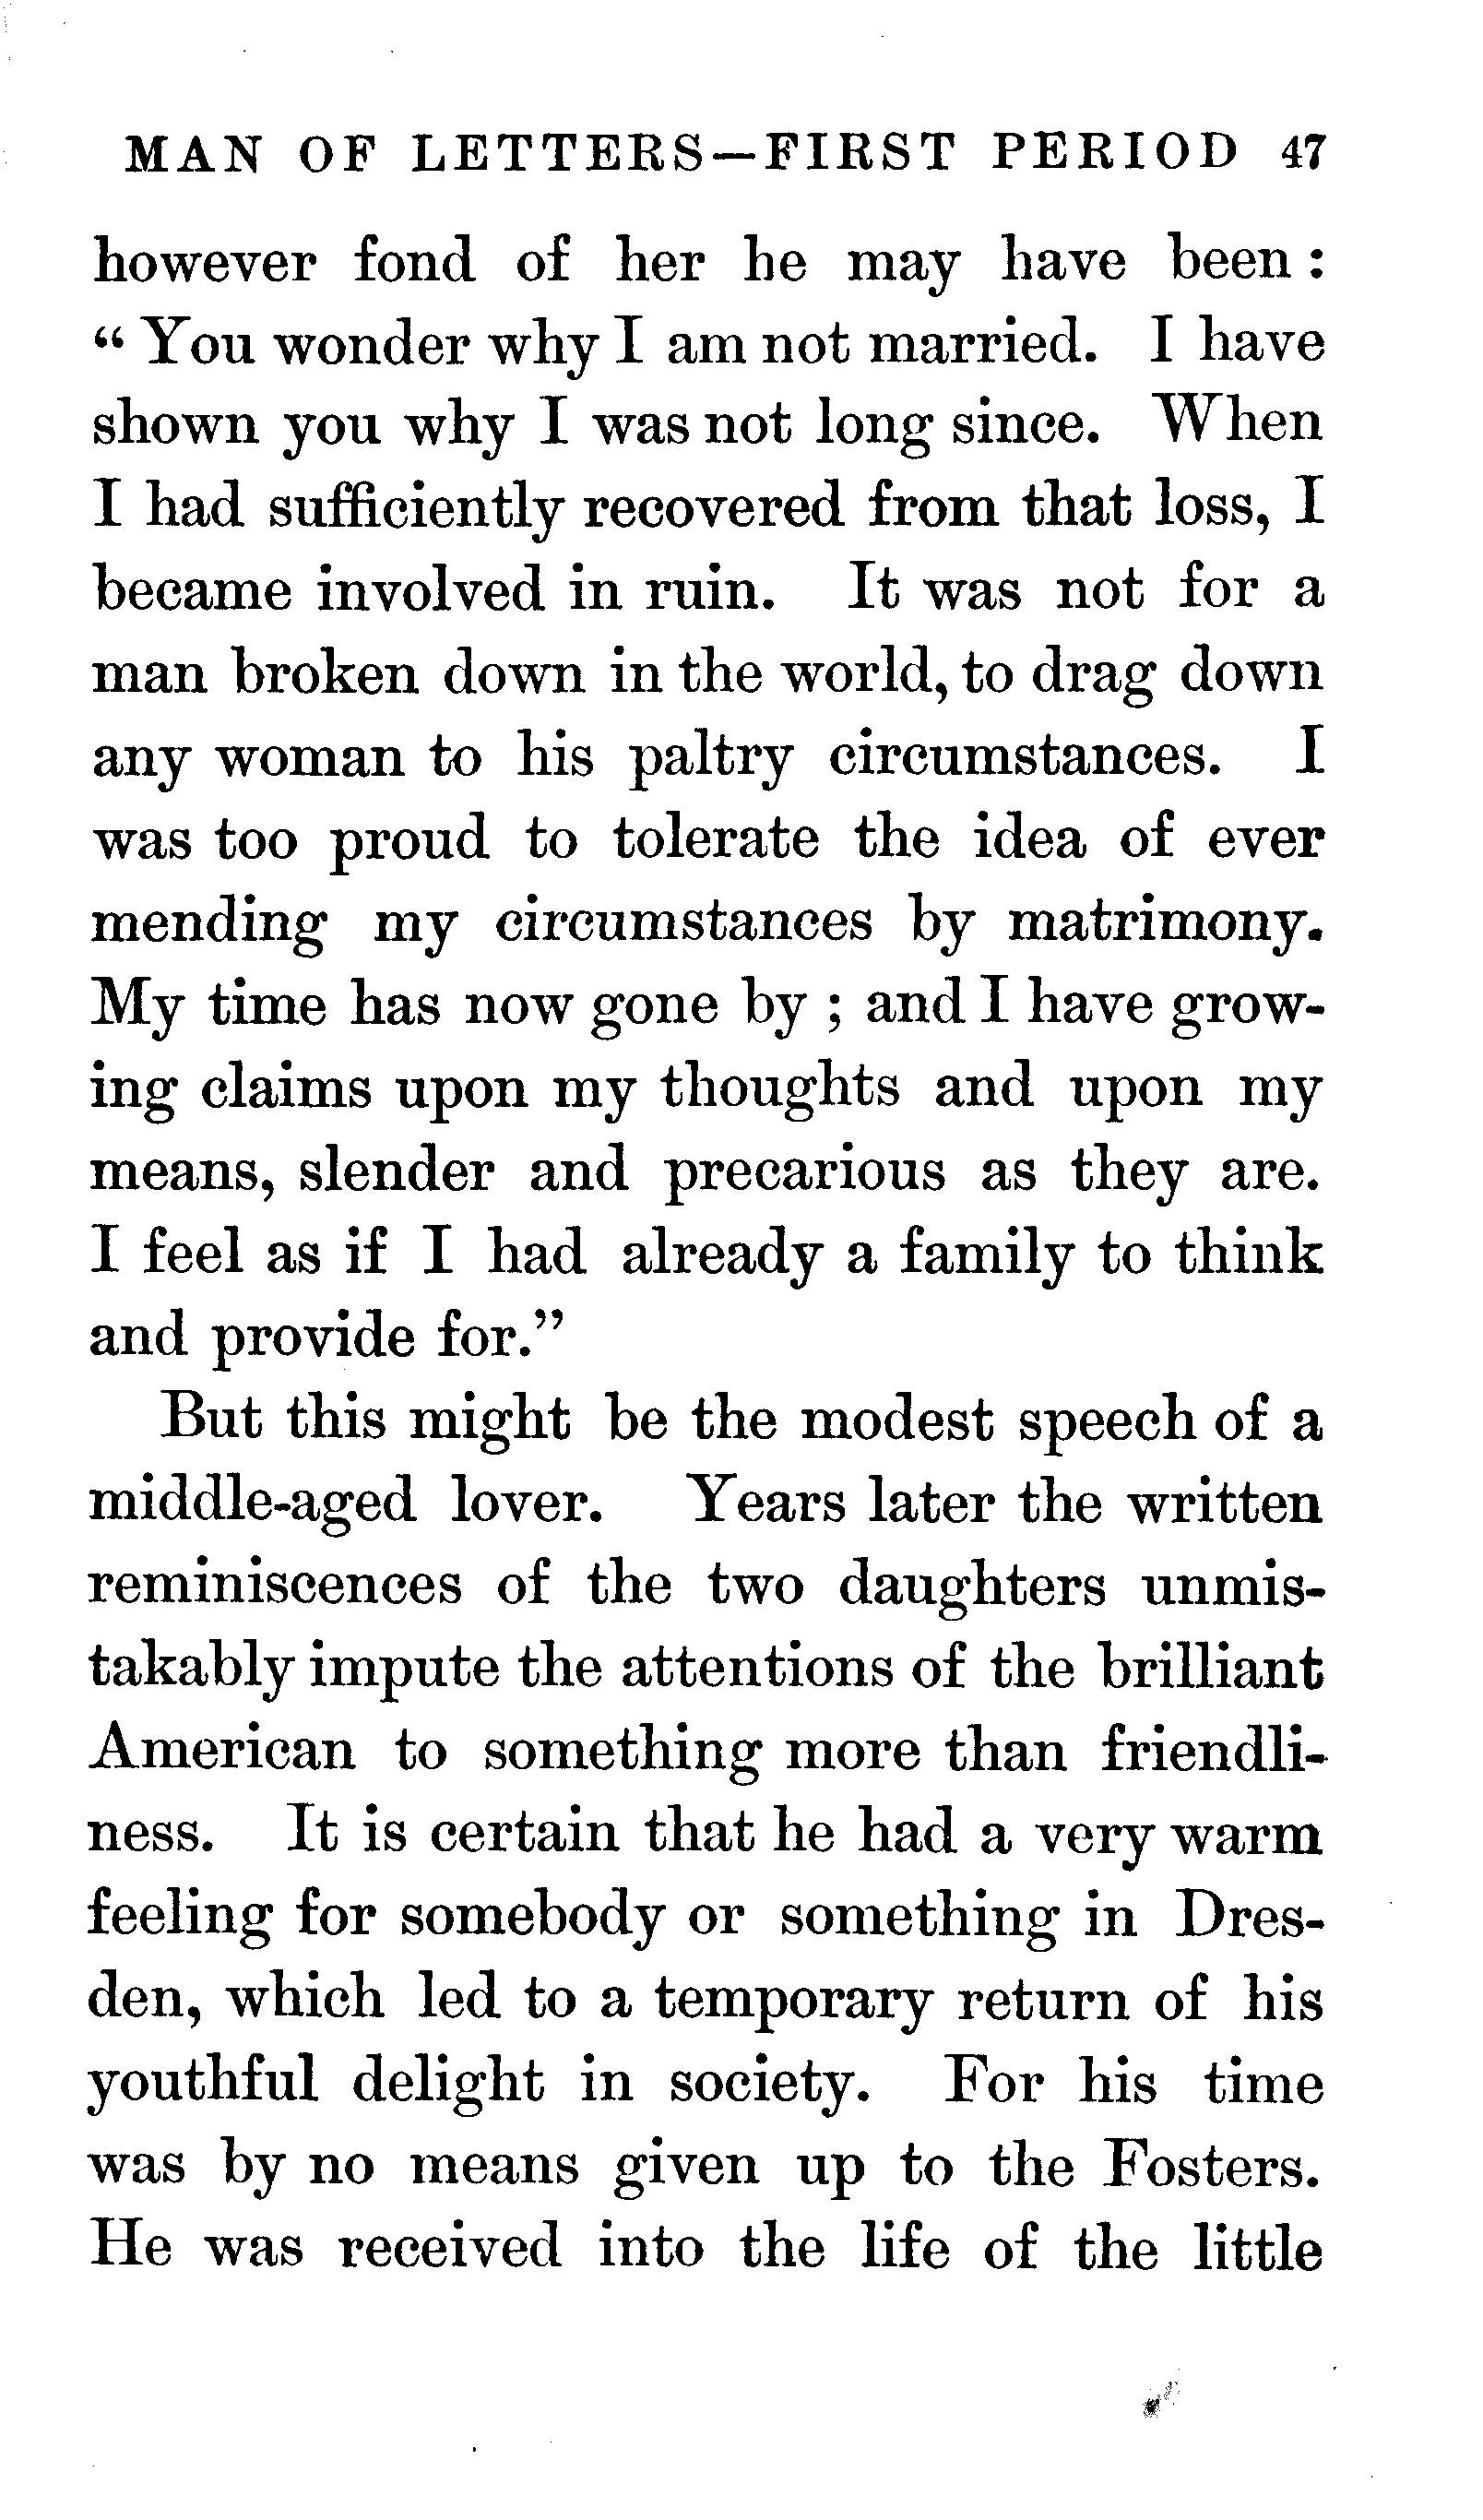 MAN OF LETTERS—FIRST PERIOD 47
however fond of her he may have been :
“ You wonder why I am not married. I have
shown you why I was not long since. When
I had sufficiently recovered from that loss, I
became involved in ruin. It was not for a
man broken down in the world, to drag down
any woman to his paltry circumstances. I
was too proud to tolerate the idea of ever
mending my circumstances by matrimony.
My time has now gone by ; and I have grow-
ing claims upon my thoughts and upon my
means, slender and precarious as they are.
I feel as if I had already a family to think
and provide for.”
But this might be the modest speech of a
middle-aged lover. Years later the written
reminiscences of the two daughters unmis-
takably impute the attentions of the brilliant
American to something more than friendli-
ness. It is certain that he had a very warm
feeling for somebody or something in Dres-
den, which led to a temporary return of his
youthful delight in society. For his time
was by no means given up to the Fosters.
He was received into the life of the little